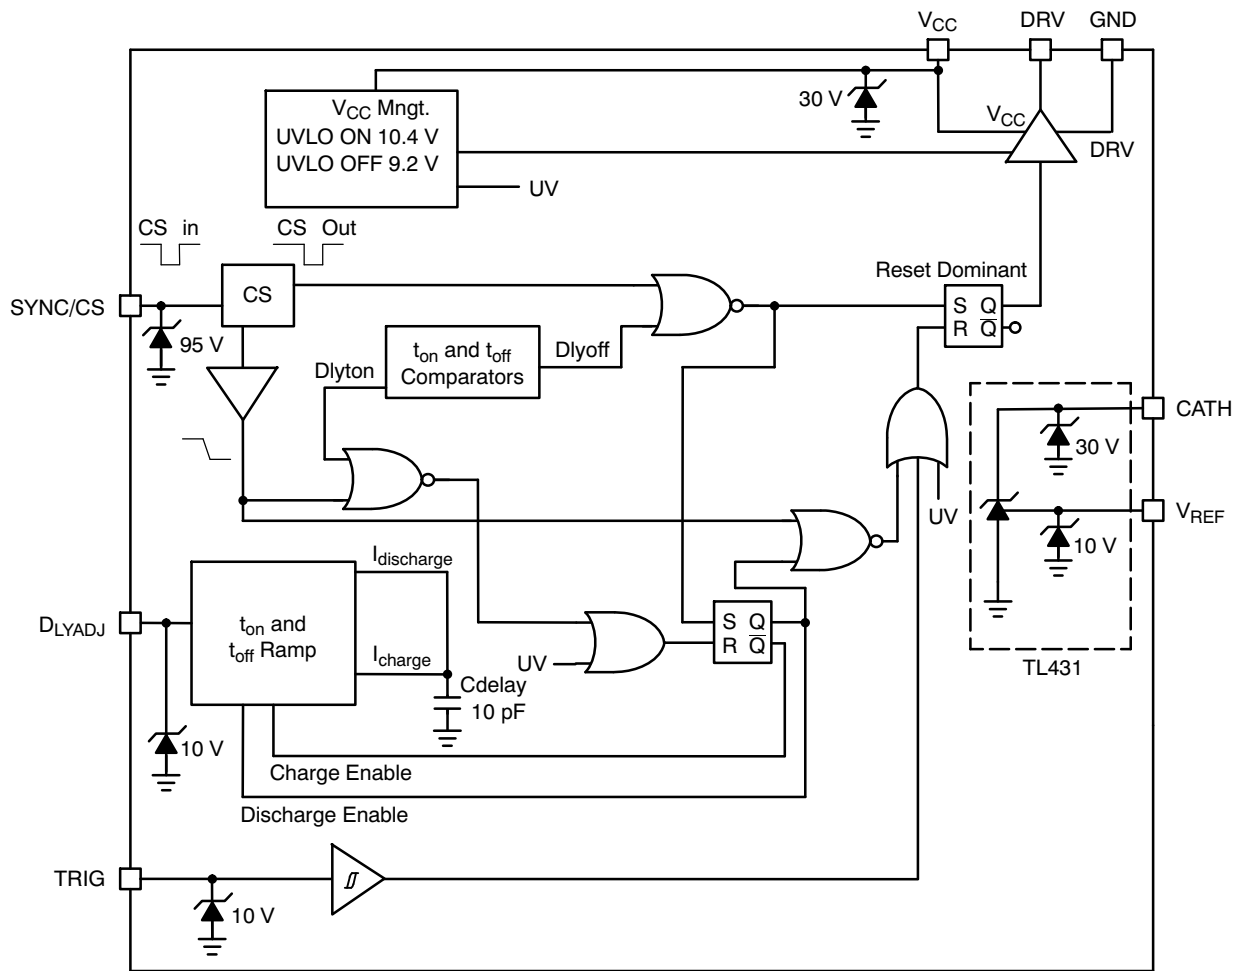 VCC DRV GND
VCC Mngt.
UVLO ON 10.4 V
UVLO OFF 9.2 V
30 V
VCC
DRV
UV
CS in
CS Out
SYNC/CS
CS
95 V
Reset Dominant
S Q
R Q
ton and toff
Comparators
Dlyton
Dlyoff
CATH
30 V
UV
VREF
10 V
TL431
DLYADJ
ton and
toff Ramp
Idischarge
Icharge
Cdelay
10 pF
UV
S Q
R Q
10 V
Charge Enable
Discharge Enable
TRIG
10 V